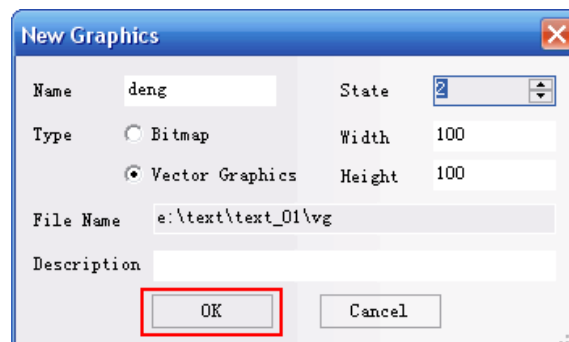 New Graphics
Name deng State 2
Type Bitmap Width 100
Vector Graphics Height 100
File Name e:\text\text_01\vg
Description
OK Cancel